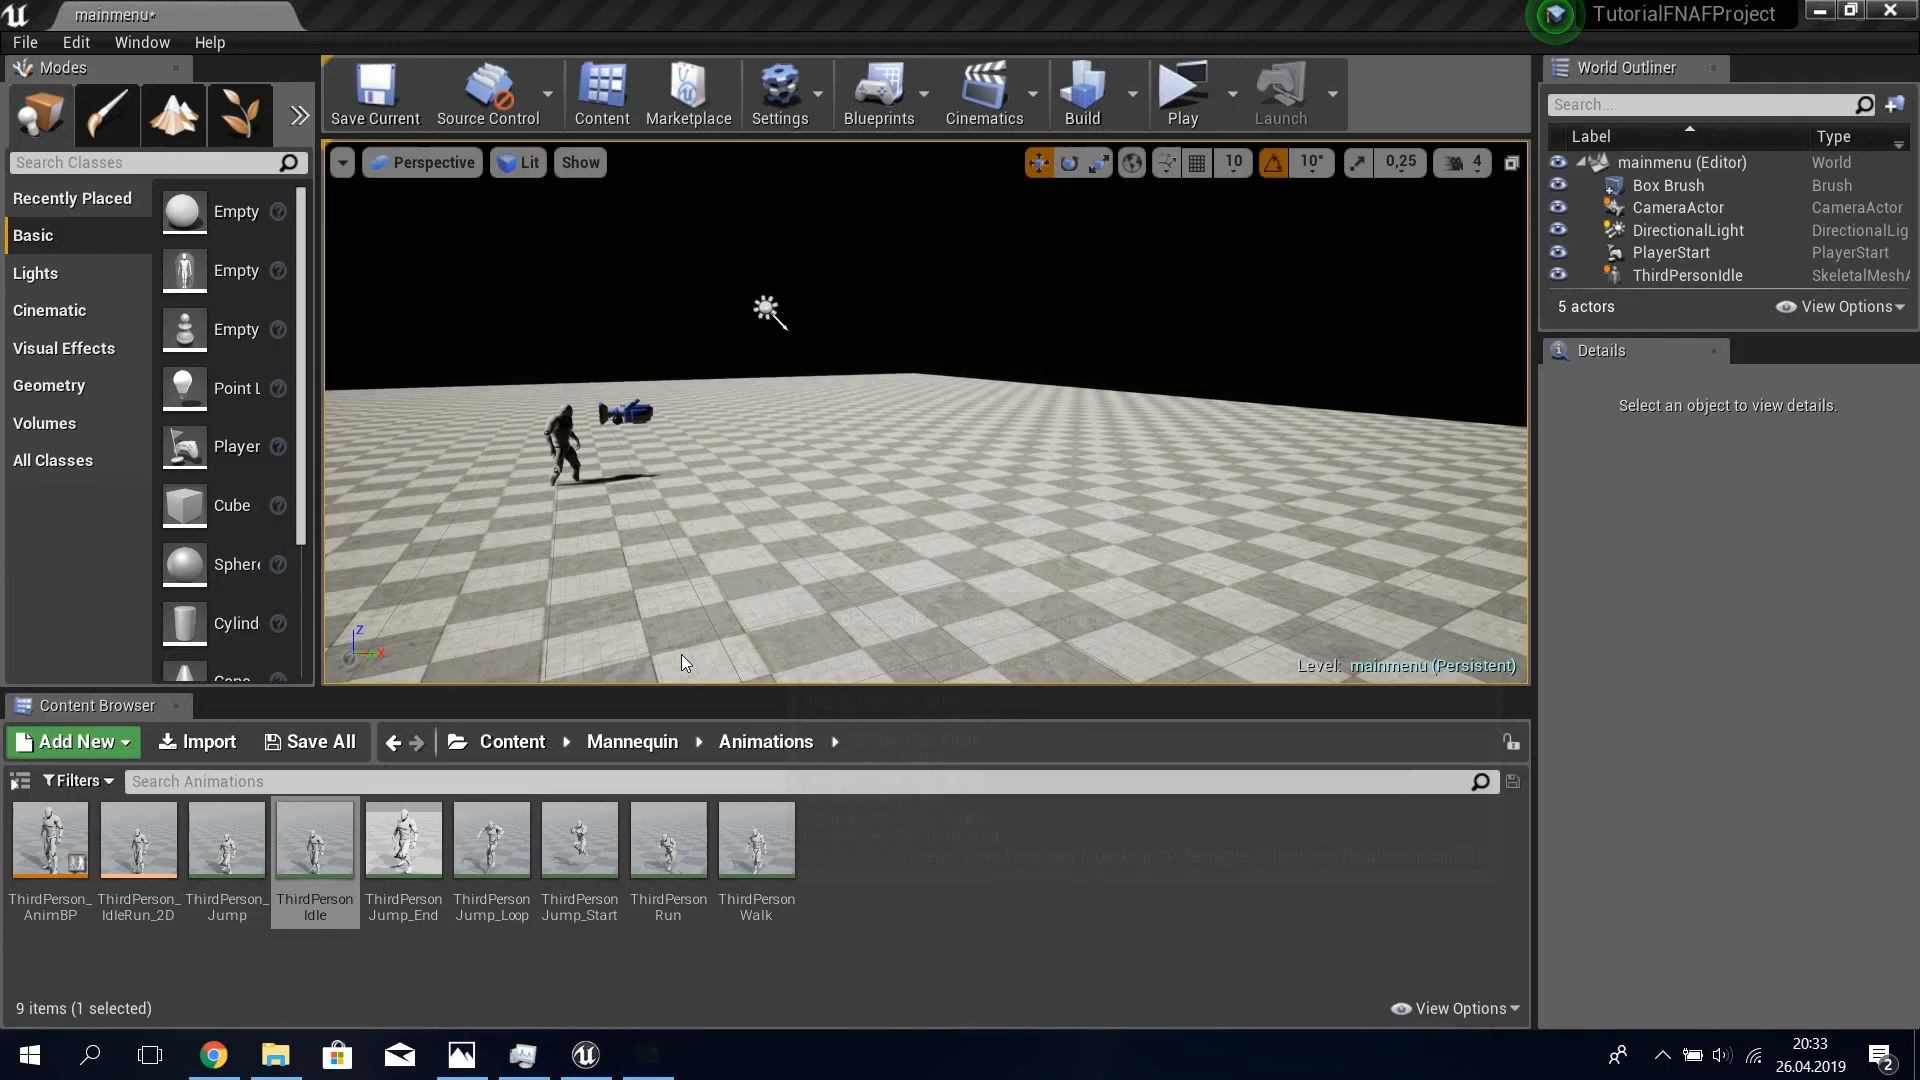 mainmenu*
TutorialFNAFProject
File Edit Window Help
Modes
Save Current
Source Control
Content
Marketplace
Settings
Blueprints
Cinematics
Build
Play
Launch
World Outliner
Search...
Label Type
mainmenu (Editor) World
Box Brush Brush
CameraActor CameraActor
DirectionalLight DirectionalLig
PlayerStart PlayerStart
ThirdPersonIdle SkeletalMeshA
5 actors
View Options
Details
Select an object to view details.
Search Classes
Recently Placed
Basic
Lights
Cinematic
Visual Effects
Geometry
Volumes
All Classes
Empty
Empty
Empty
Point L
Player
Cube
Sphere
Cylind
Cone
Perspective
Lit
Show
10
10°
0,25
4
Z
X
Level: mainmenu (Persistent)
Content Browser
Add New
Import
Save All
Content
Mannequin
Animations
Filters
Search Animations
ThirdPerson_
AnimBP
ThirdPerson_
IdleRun_2D
ThirdPerson_
Jump
ThirdPerson
Idle
ThirdPerson
Jump_End
ThirdPerson
Jump_Loop
ThirdPerson
Jump_Start
ThirdPerson
Run
ThirdPerson
Walk
9 items (1 selected)
View Options
20:33
26.04.2019
2